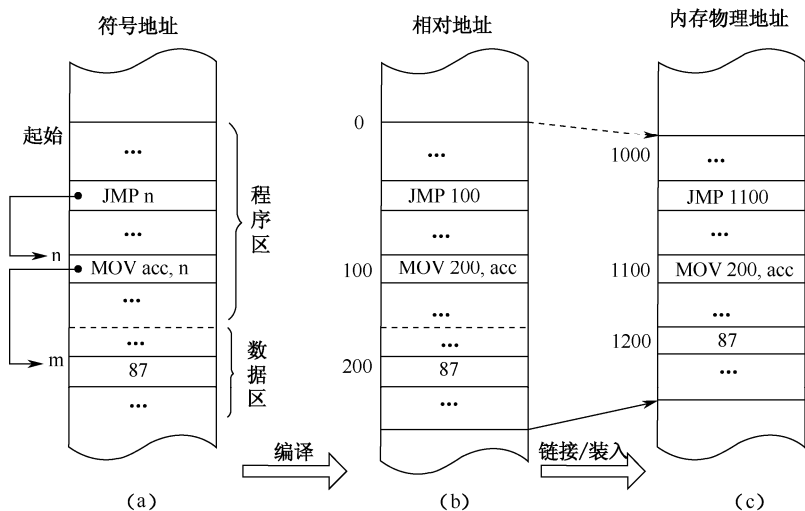 符号地址
起始
...
JMP n
...
n
MOV acc, n
...
...
m
87
...
程序区
数据区
(a)
编译
相对地址
0
...
JMP 100
...
100
MOV 200, acc
...
...
200
87
...
(b)
链接/装入
内存物理地址
1000
...
JMP 1100
...
1100
MOV 200, acc
...
1200
87
...
(c)